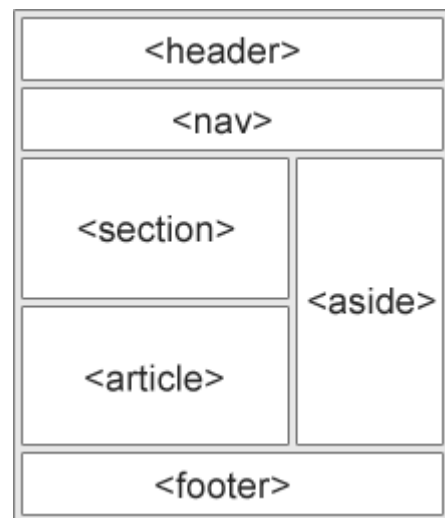 <header>
<nav>
<section>
<aside>
<article>
<footer>